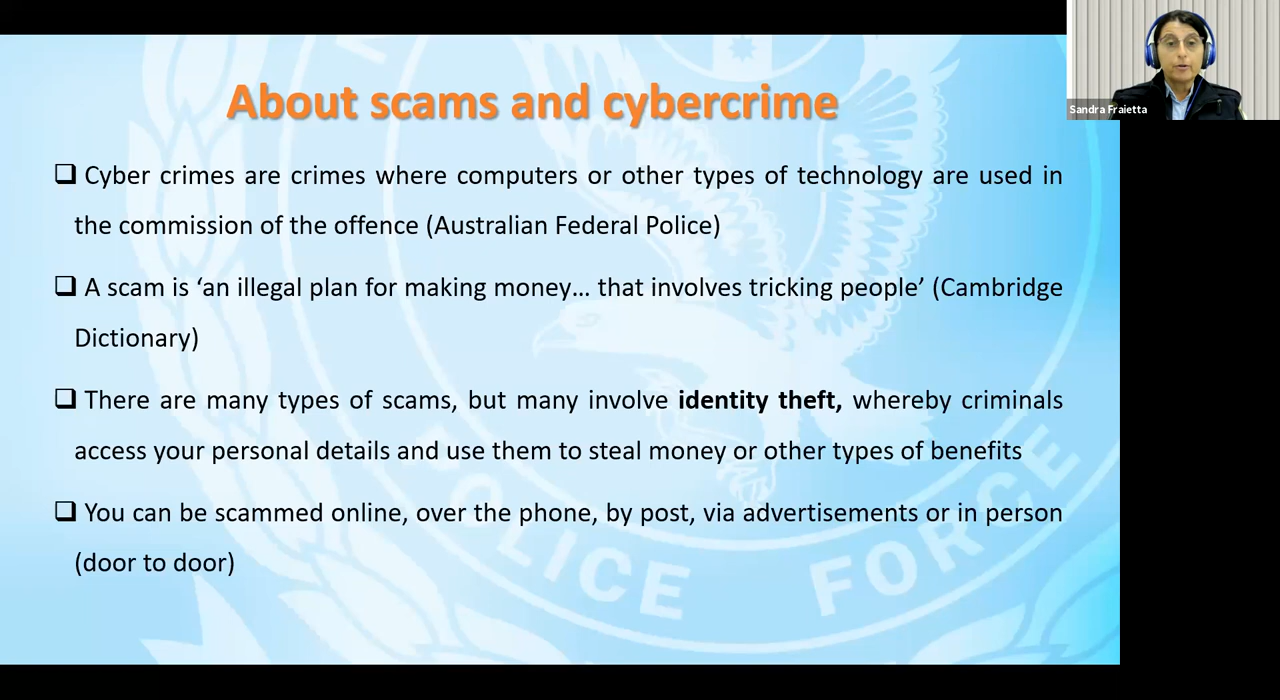 About scams and cybercrime
Sandra Fraietta
❑ Cyber crimes are crimes where computers or other types of technology are used in
the commission of the offence (Australian Federal Police)
❑ A scam is ‘an illegal plan for making money… that involves tricking people’ (Cambridge
Dictionary)
❑ There are many types of scams, but many involve identity theft, whereby criminals
access your personal details and use them to steal money or other types of benefits
❑ You can be scammed online, over the phone, by post, via advertisements or in person
(door to door)
POLICE FORCE